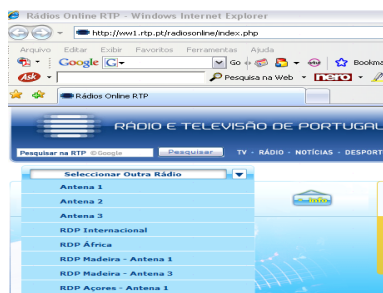 Rádios Online RTP - Windows Internet Explorer
http://ww1.rtp.pt/radiosonline/index.php
Arquivo Editar Exibir Favoritos Ferramentas Ajuda
Google G Go Bookma
Ask Pesquisa na Web nero
Rádios Online RTP
RÁDIO E TELEVISÃO DE PORTUGAL
Pesquisar na RTP ©Google Pesquisar TV - RÁDIO - NOTÍCIAS - DESPORT
Seleccionar Outra Rádio
Antena 1
Antena 2
Antena 3
RDP Internacional
RDP África
RDP Madeira - Antena 1
RDP Madeira - Antena 3
RDP Açores - Antena 1